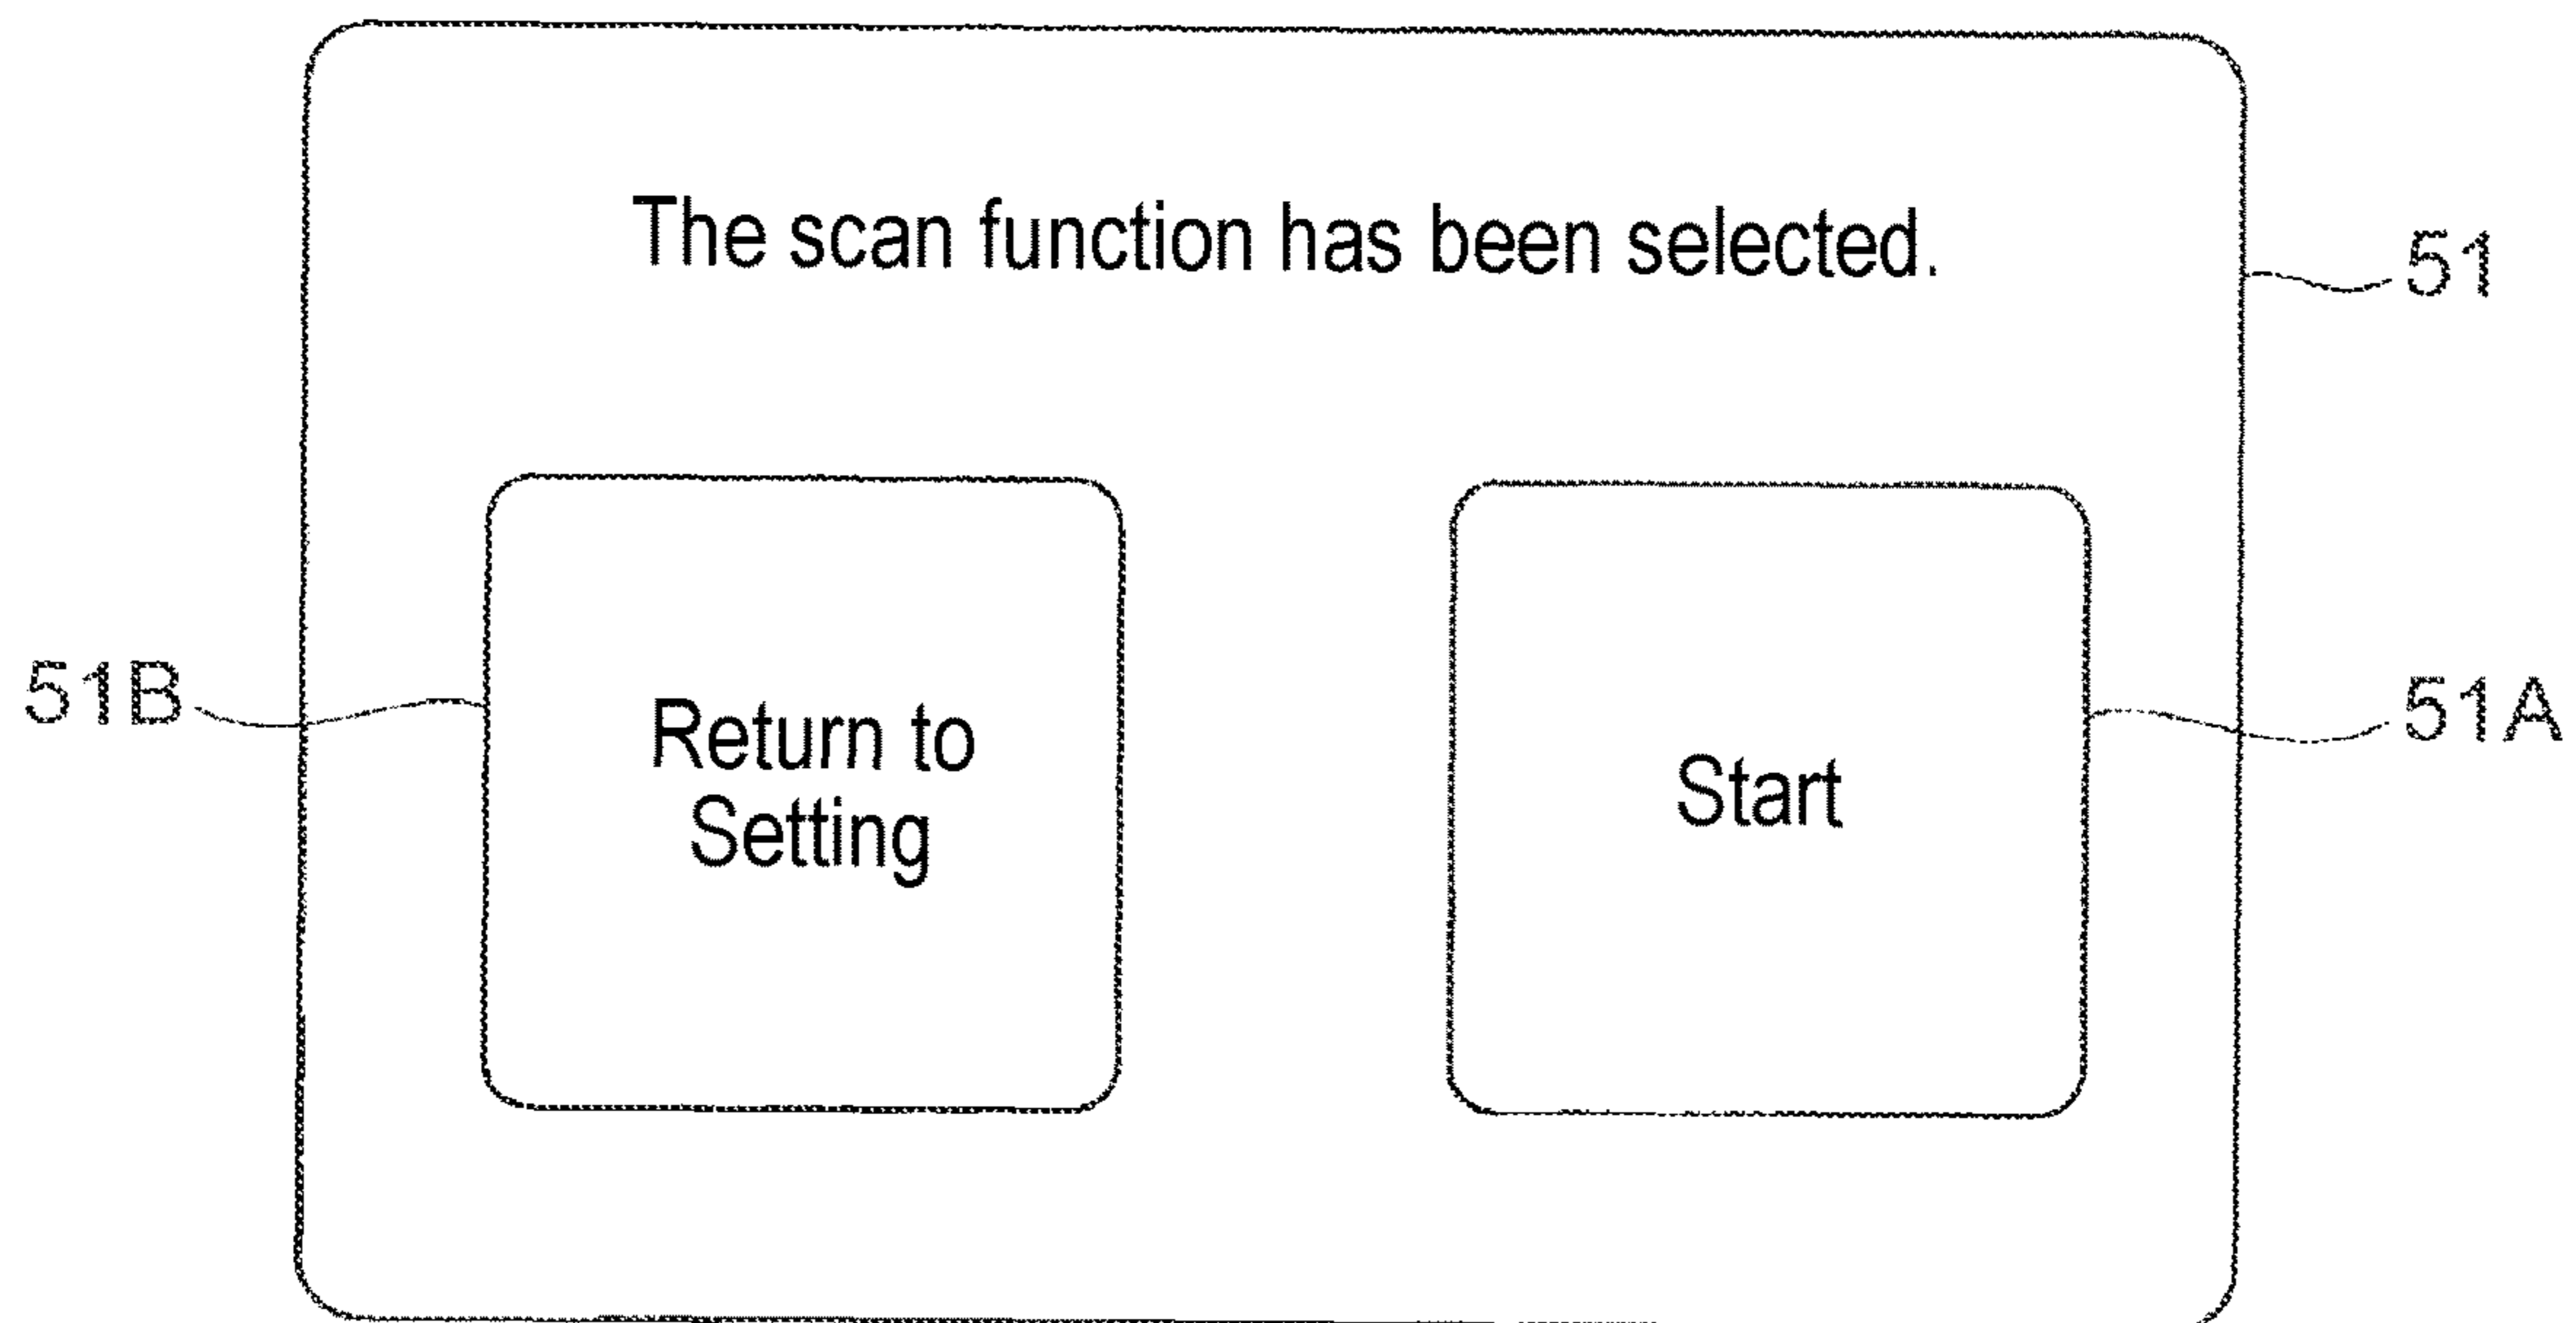 The scan function has been selected.
51
51B
Return to
Setting
Start
51A